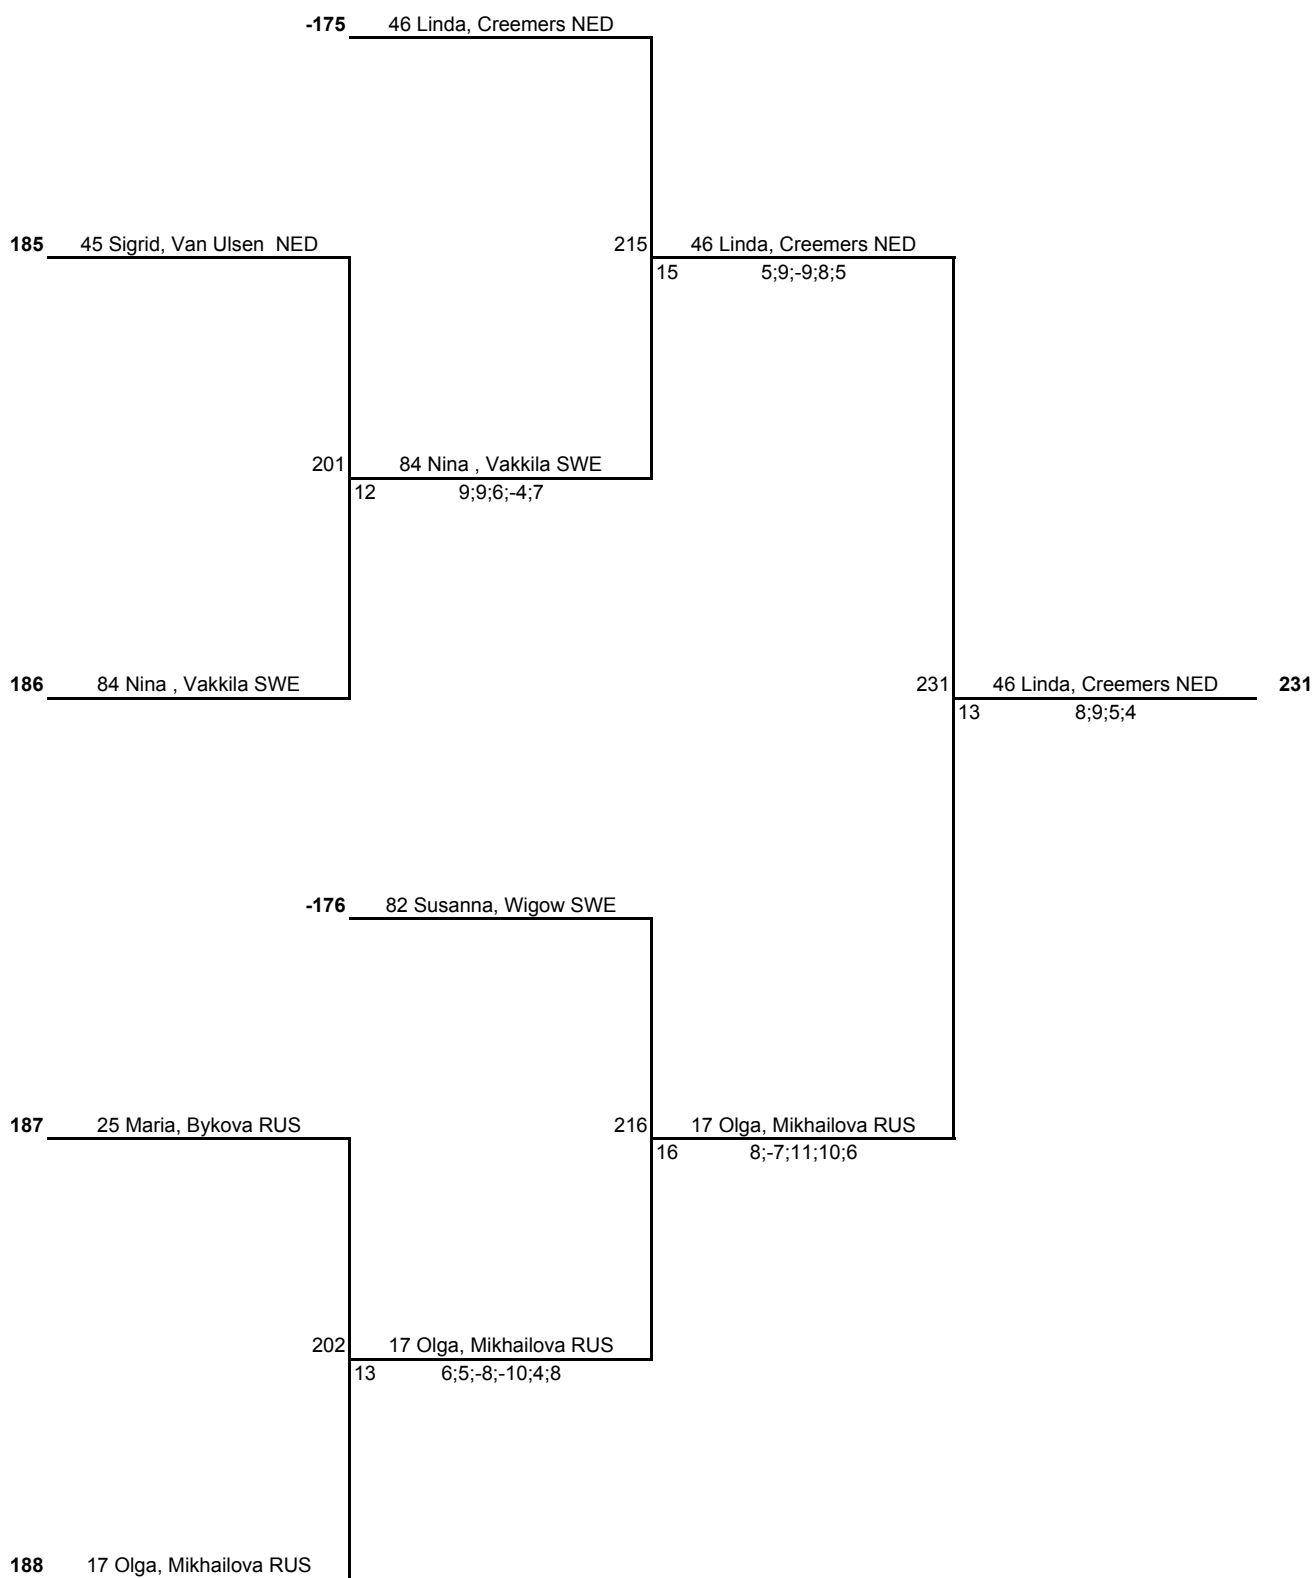 -175 46 Linda, Creemers NED
185 45 Sigrid, Van Ulsen  NED 215 46 Linda, Creemers NED
15 5;9;-9;8;5
201 84 Nina , Vakkila SWE
12 9;9;6;-4;7
186 84 Nina , Vakkila SWE 231 46 Linda, Creemers NED 231
13 8;9;5;4
-176 82 Susanna, Wigow SWE
187 25 Maria, Bykova RUS 216 17 Olga, Mikhailova RUS
16 8;-7;11;10;6
202 17 Olga, Mikhailova RUS
13 6;5;-8;-10;4;8
188 17 Olga, Mikhailova RUS